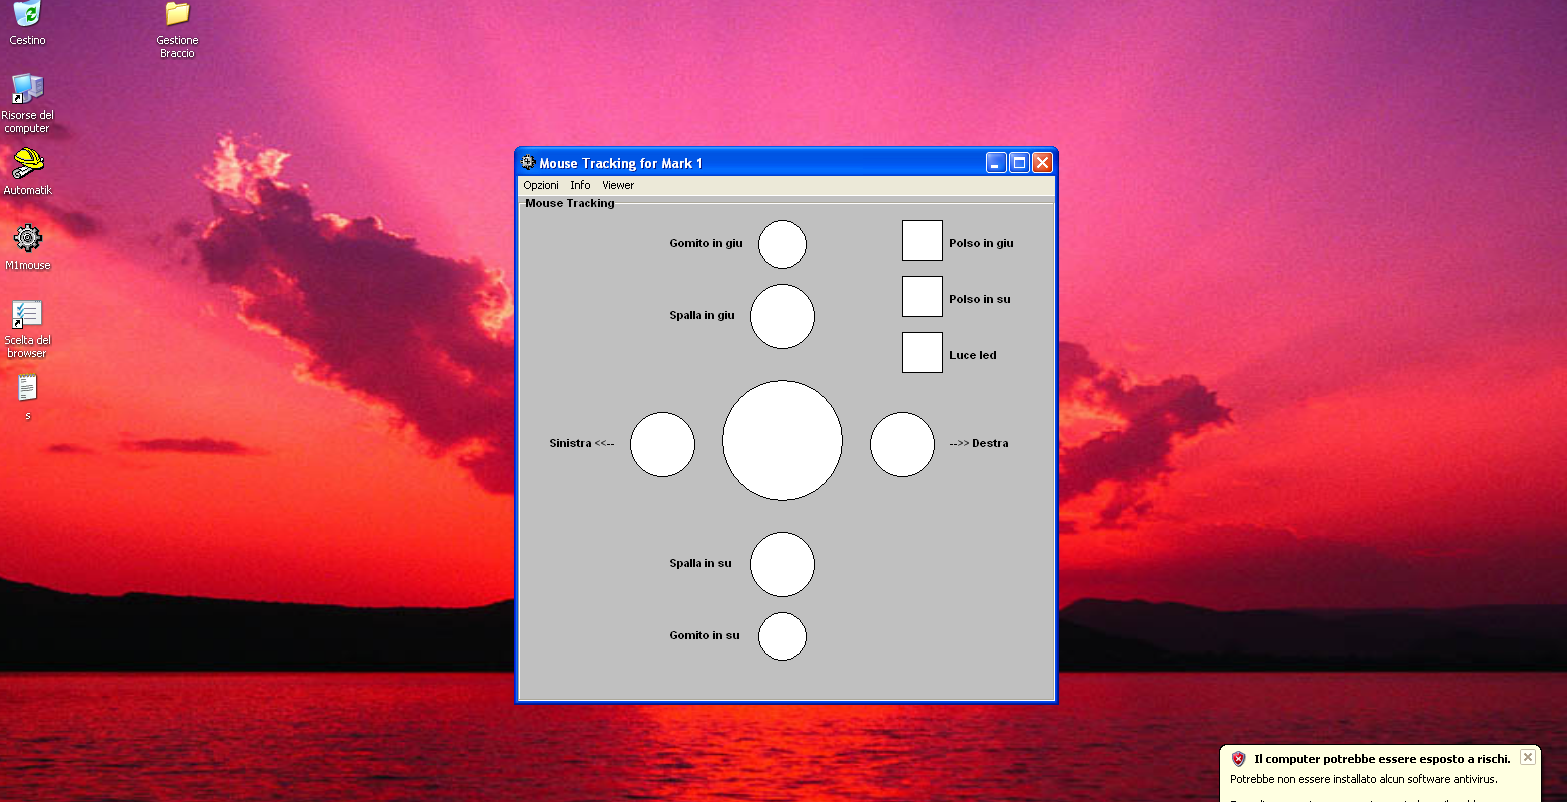 Cestino
Gestione
Braccio
Risorse del
computer
Automatik
M1mouse
Scelta del
browser
s
Mouse Tracking for Mark 1
Opzioni Info Viewer
Mouse Tracking
Gomito in giu
Polso in giu
Spalla in giu
Polso in su
Luce led
Sinistra <<--
-->> Destra
Spalla in su
Gomito in su
Il computer potrebbe essere esposto a rischi.
Potrebbe non essere installato alcun software antivirus.